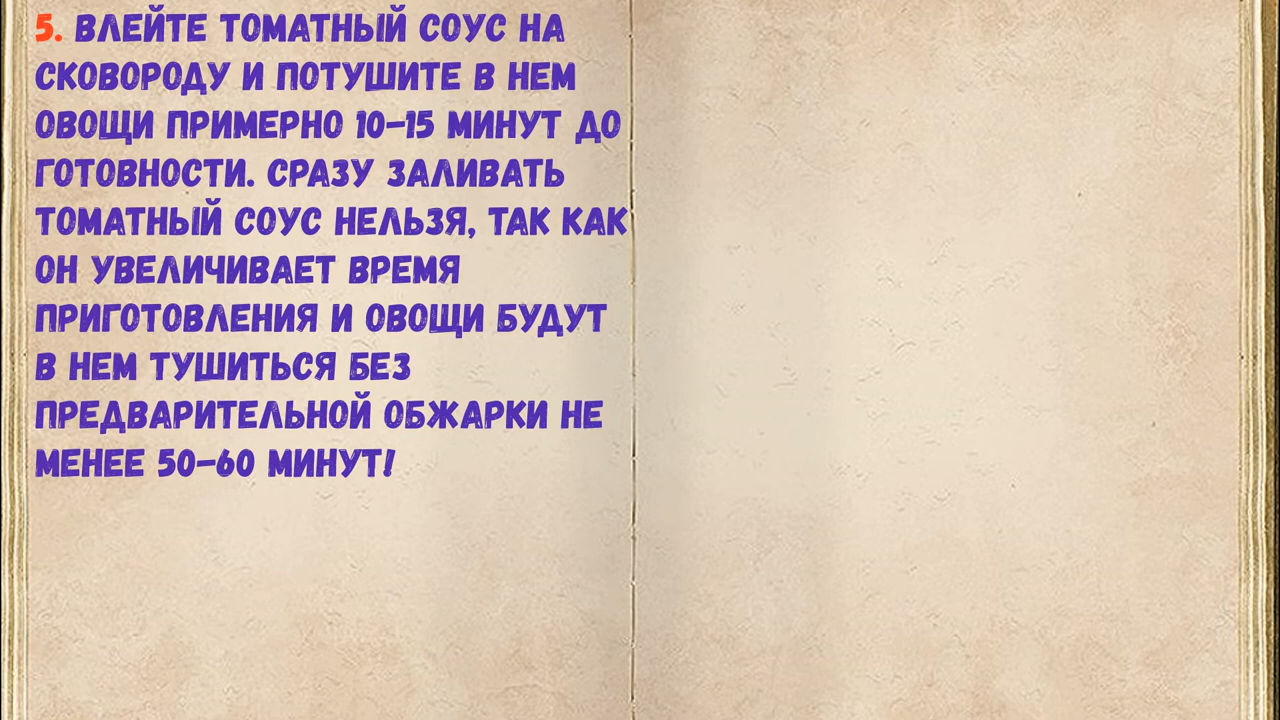 5. ВЛЕЙТЕ ТОМАТНЫЙ СОУС НА
СКОВОРОДУ И ПОТУШИТЕ В НЕМ
ОВОЩИ ПРИМЕРНО 10-15 МИНУТ ДО
ГОТОВНОСТИ. СРАЗУ ЗАЛИВАТЬ
ТОМАТНЫЙ СОУС НЕЛЬЗЯ, ТАК КАК
ОН УВЕЛИЧИВАЕТ ВРЕМЯ
ПРИГОТОВЛЕНИЯ И ОВОЩИ БУДУТ
В НЕМ ТУШИТЬСЯ БЕЗ
ПРЕДВАРИТЕЛЬНОЙ ОБЖАРКИ НЕ
МЕНЕЕ 50-60 МИНУТ!